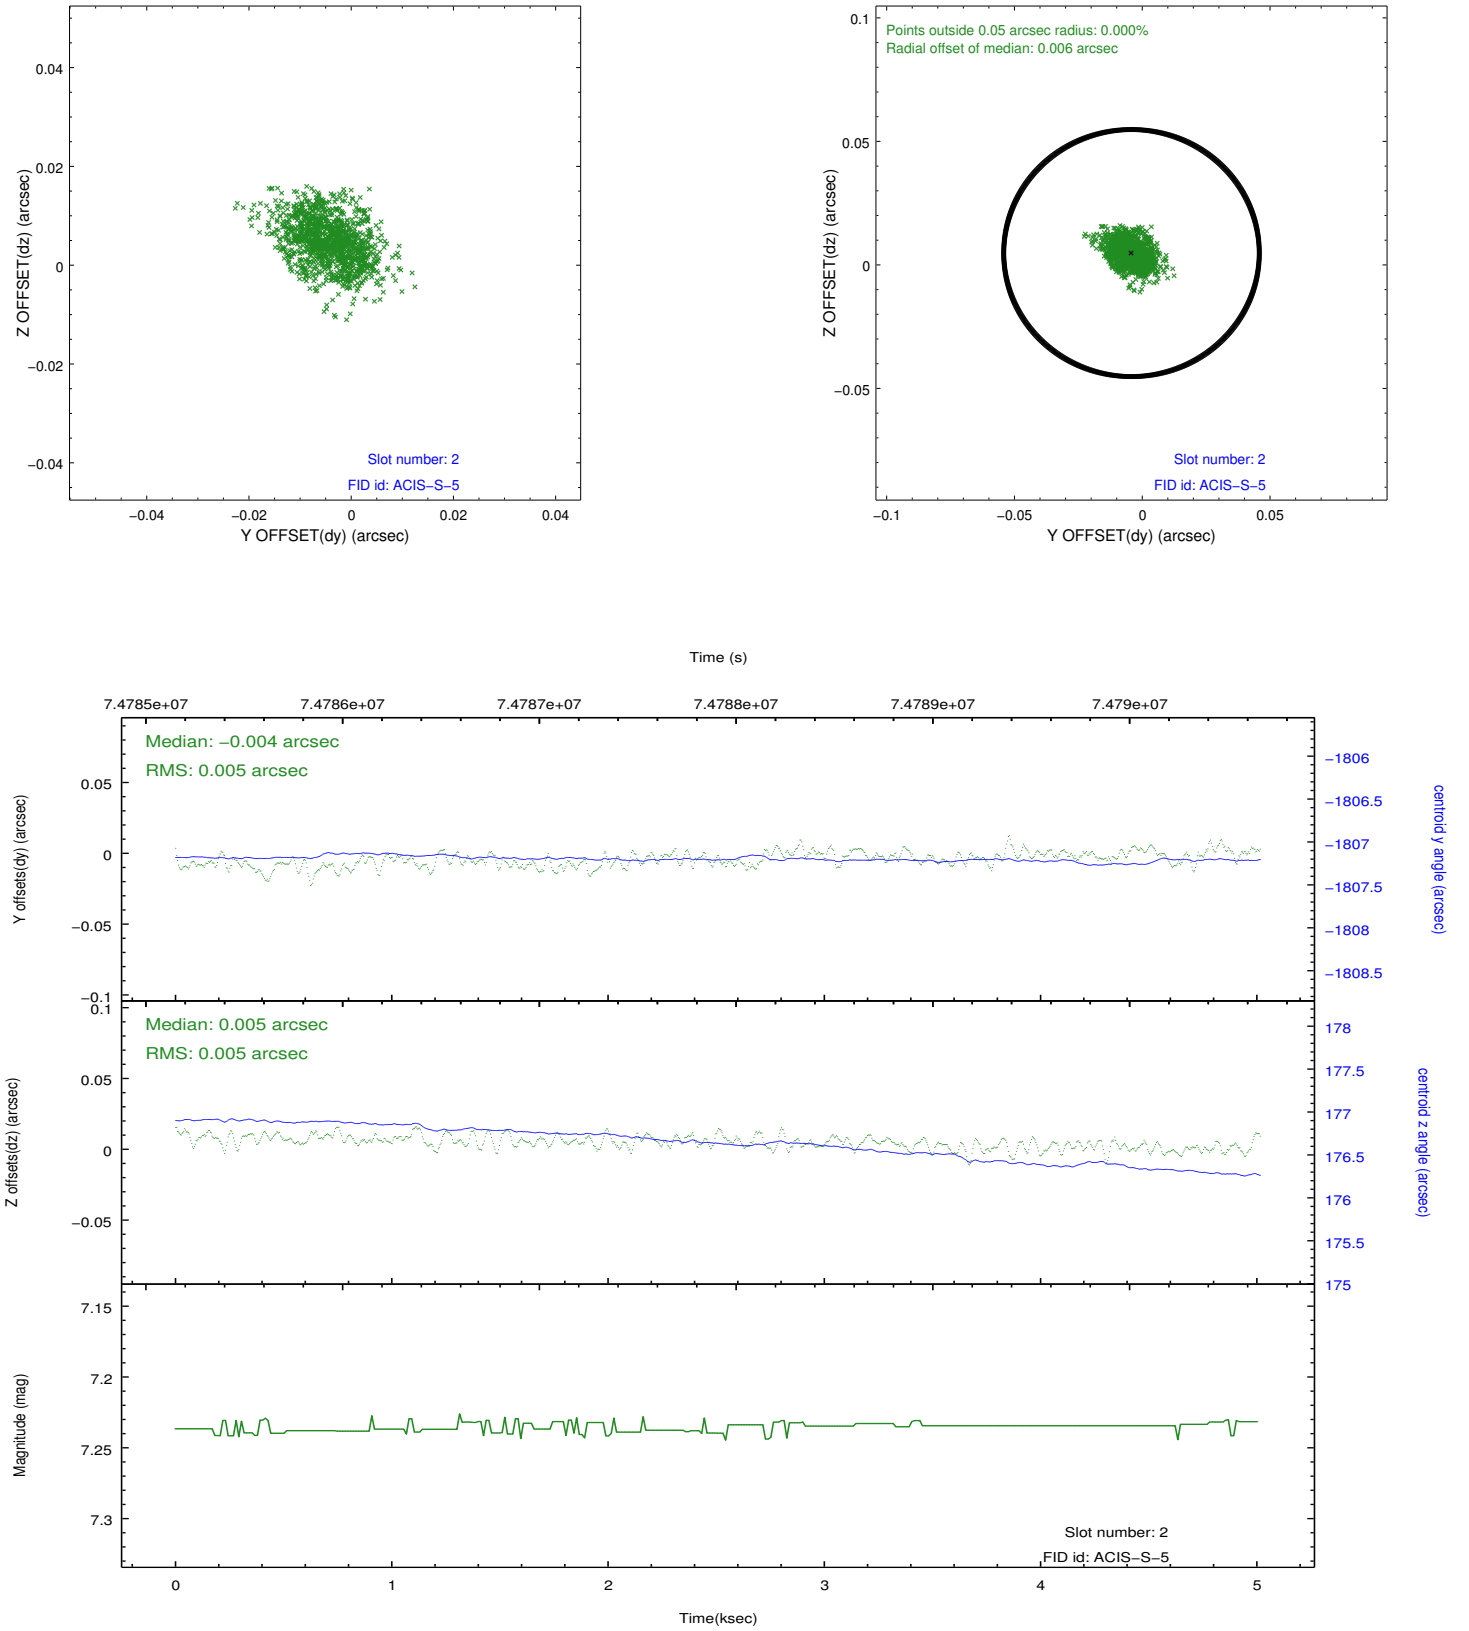 0.04
0.02
0
−0.02
−0.04
Z OFFSET(dz) (arcsec)
Slot number: 2
FID id: ACIS−S−5
−0.04
−0.02
0
0.02
0.04
Y OFFSET(dy) (arcsec)
Points outside 0.05 arcsec radius: 0.000%
Radial offset of median: 0.006 arcsec
0.1
0.05
0
−0.05
Z OFFSET(dz) (arcsec)
Slot number: 2
FID id: ACIS−S−5
−0.1
−0.05
0
0.05
Y OFFSET(dy) (arcsec)
Time (s)
7.4785e+07
7.4786e+07
7.4787e+07
7.4788e+07
7.4789e+07
7.479e+07
Median: −0.004 arcsec
RMS: 0.005 arcsec
0.05
0
−0.05
−0.1
Y offsets(dy) (arcsec)
−1806
−1806.5
−1807
−1807.5
−1808
−1808.5
centroid y angle (arcsec)
Median: 0.005 arcsec
RMS: 0.005 arcsec
0.1
0.05
0
−0.05
Z offsets(dz) (arcsec)
178
177.5
177
176.5
176
175.5
175
centroid z angle (arcsec)
7.15
7.2
7.25
7.3
Magnitude (mag)
Slot number: 2
FID id: ACIS−S−5
0
1
2
3
4
5
Time(ksec)